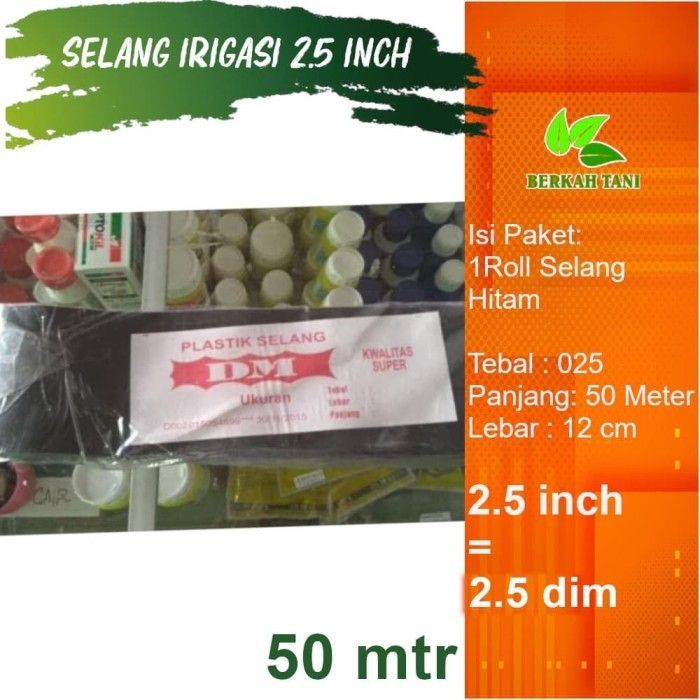 SELANG IRIGASI 2.5 INCH
BERKAH TANI
Isi Paket:
1Roll Selang
Hitam
Tebal : 025
Panjang: 50 Meter
Lebar : 12 cm
2.5 inch
=
2.5 dim
50 mtr
PLASTIK SELANG
DM
KWALITAS
SUPER
Ukuran
Tebal
Lebar
Panjang
CAIR